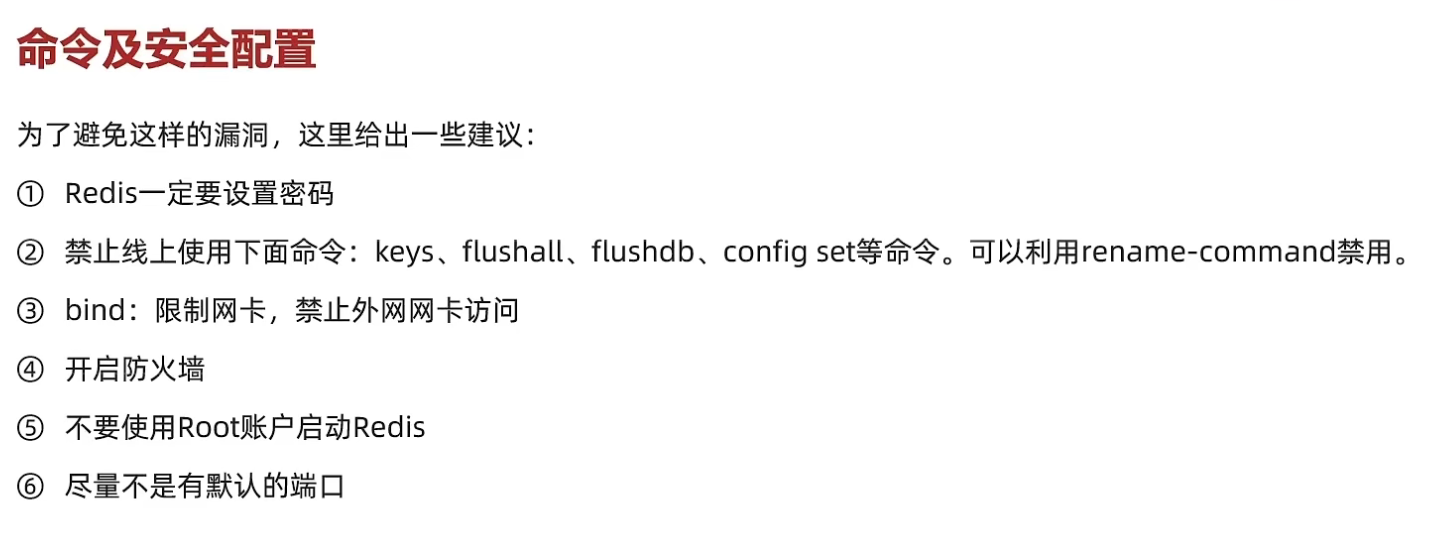 命令及安全配置
为了避免这样的漏洞，这里给出一些建议：
① Redis一定要设置密码
② 禁止线上使用下面命令：keys、flushall、flushdb、config set等命令。可以利用rename-command禁用。
③ bind：限制网卡，禁止外网网卡访问
④ 开启防火墙
⑤ 不要使用Root账户启动Redis
⑥ 尽量不是有默认的端口